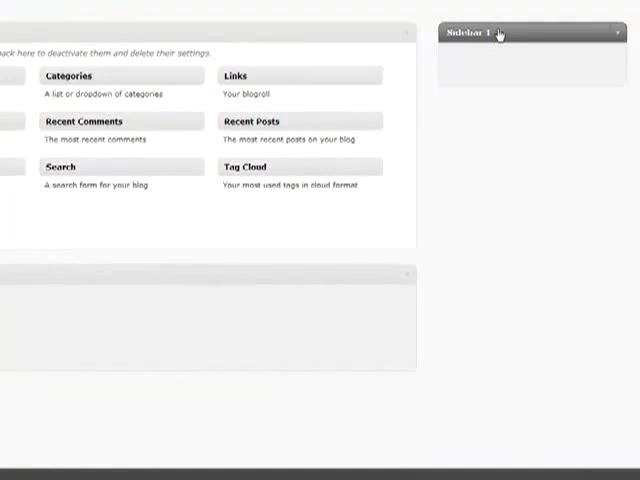 Sidebar 1
back here to deactivate them and delete their settings.
Categories
Links
A list or dropdown of categories
Your blogroll
Recent Comments
Recent Posts
The most recent comments
The most recent posts on your blog
Search
Tag Cloud
A search form for your blog
Your most used tags in cloud format